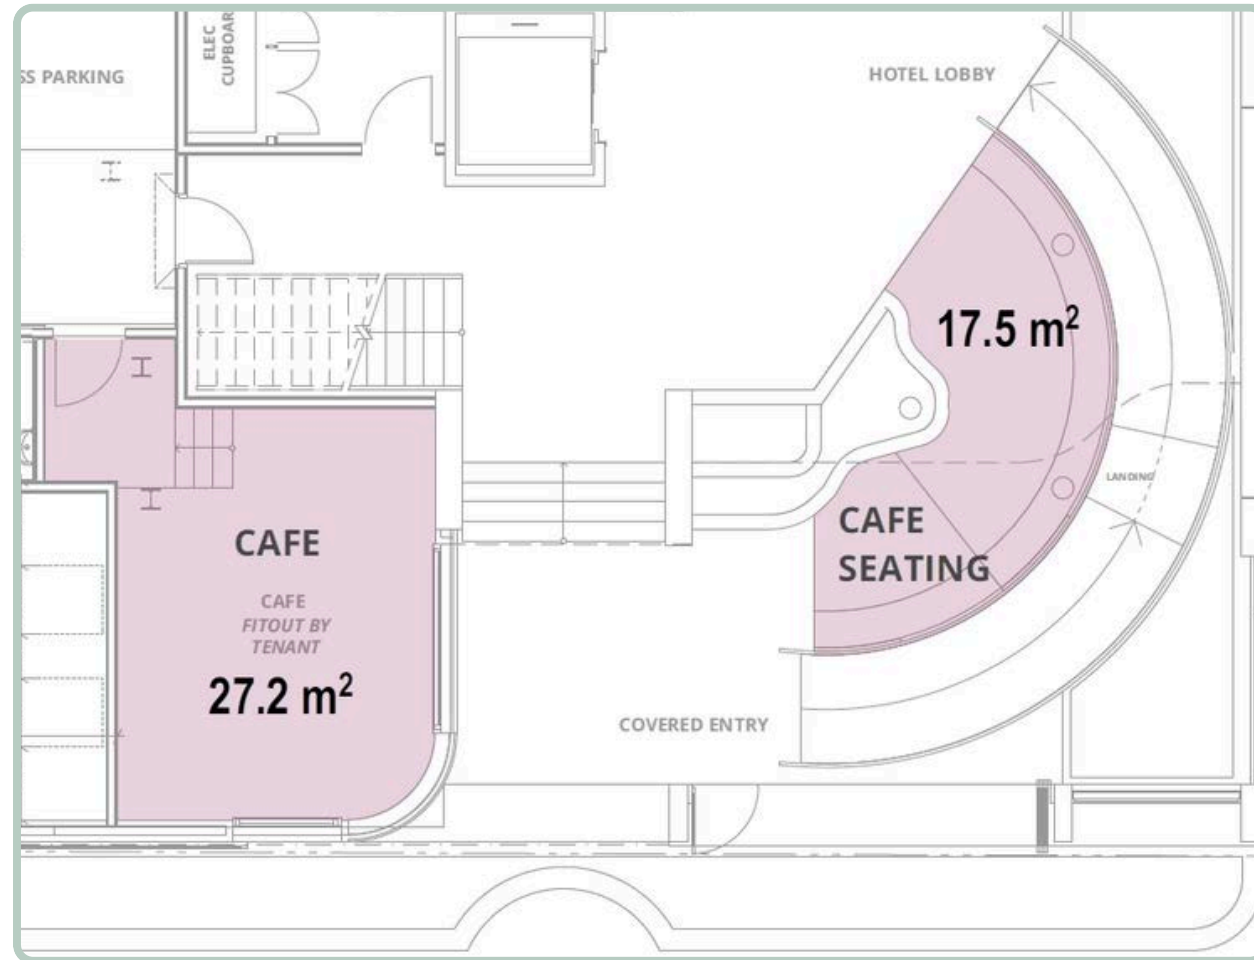 ELEC
CUPBOAR
SS PARKING
HOTEL LOBBY
17.5 m²
LANDING
CAFE
SEATING
CAFE
CAFE
FITOUT BY
TENANT
27.2 m²
COVERED ENTRY